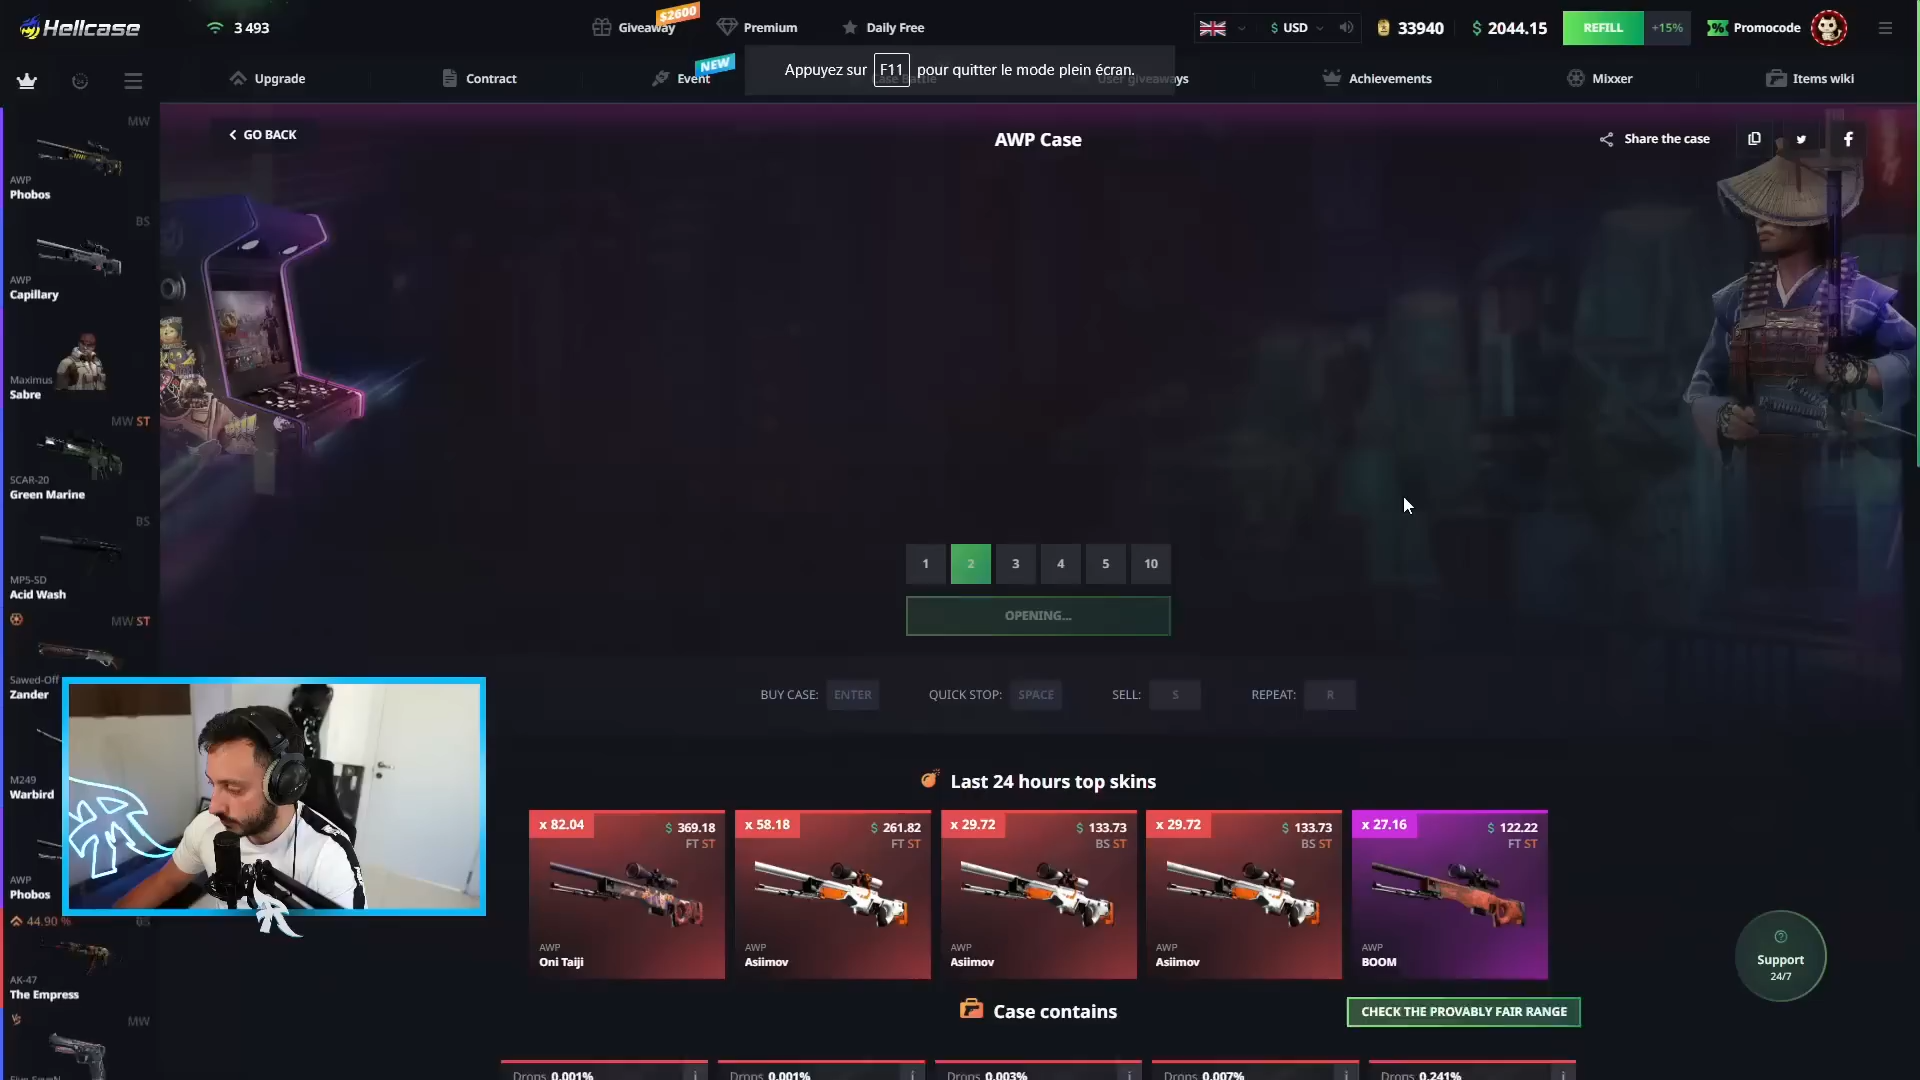 Hellcase
3 493
Giveaway
$2600
Premium
Daily Free
USD
33940
$ 2044.15
REFILL
+15%
Promocode
Upgrade
Contract
Event
NEW
Appuyez sur F11 pour quitter le mode plein écran.
Case Battle
User giveaways
Achievements
Mixxer
Items wiki
GO BACK
AWP Case
Share the case
MW
AWP
Phobos
BS
AWP
Capillary
Maximus
Sabre
MW ST
SCAR-20
Green Marine
BS
MP5-SD
Acid Wash
MW ST
Sawed-Off
Zander
M249
Warbird
AWP
Phobos
44.90 %
BS
AK-47
The Empress
MW
Five-SeveN
1
2
3
4
5
10
OPENING...
BUY CASE: ENTER
QUICK STOP: SPACE
SELL: S
REPEAT: R
Last 24 hours top skins
x 82.04
$ 369.18
FT ST
AWP
Oni Taiji
x 58.18
$ 261.82
FT ST
AWP
Asiimov
x 29.72
$ 133.73
BS ST
AWP
Asiimov
x 29.72
$ 133.73
BS ST
AWP
Asiimov
x 27.16
$ 122.22
FT ST
AWP
BOOM
Support
24/7
Case contains
CHECK THE PROVABLY FAIR RANGE
Drops 0.001%
Drops 0.001%
Drops 0.003%
Drops 0.007%
Drops 0.241%